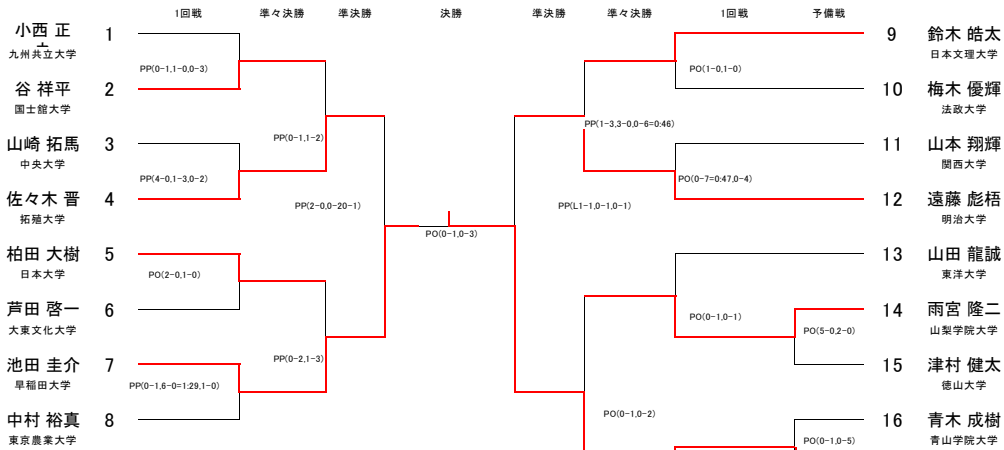 1回戦 準々決勝 準決勝 決勝 準決勝 準々決勝 1回戦 予備戦
小西 正
九州共立大学
1
PP(0-1,1-0,0-3)
谷 祥平
国士舘大学
2
PP(0-1,1-2)
山崎 拓馬
中央大学
3
PP(4-0,1-3,0-2)
佐々木 晋
拓殖大学
4
PP(2-0,0-20-1)
柏田 大樹
日本大学
5
PO(2-0,1-0)
芦田 啓一
大東文化大学
6
PP(0-2,1-3)
池田 圭介
早稲田大学
7
PP(0-1,6-0=1:29,1-0)
中村 裕真
東京農業大学
8
PO(0-1,0-3)
9
鈴木 皓太
日本文理大学
PO(1-0,1-0)
10
梅木 優輝
法政大学
PP(1-3,3-0,0-6=0:46)
11
山本 翔輝
関西大学
PO(0-7=0:47,0-4)
12
遠藤 彪梧
明治大学
PP(L1-1,0-1,0-1)
13
山田 龍誠
東洋大学
PO(0-1,0-1)
14
雨宮 隆二
山梨学院大学
PO(5-0,2-0)
15
津村 健太
徳山大学
PO(0-1,0-2)
16
青木 成樹
青山学院大学
PO(0-1,0-5)